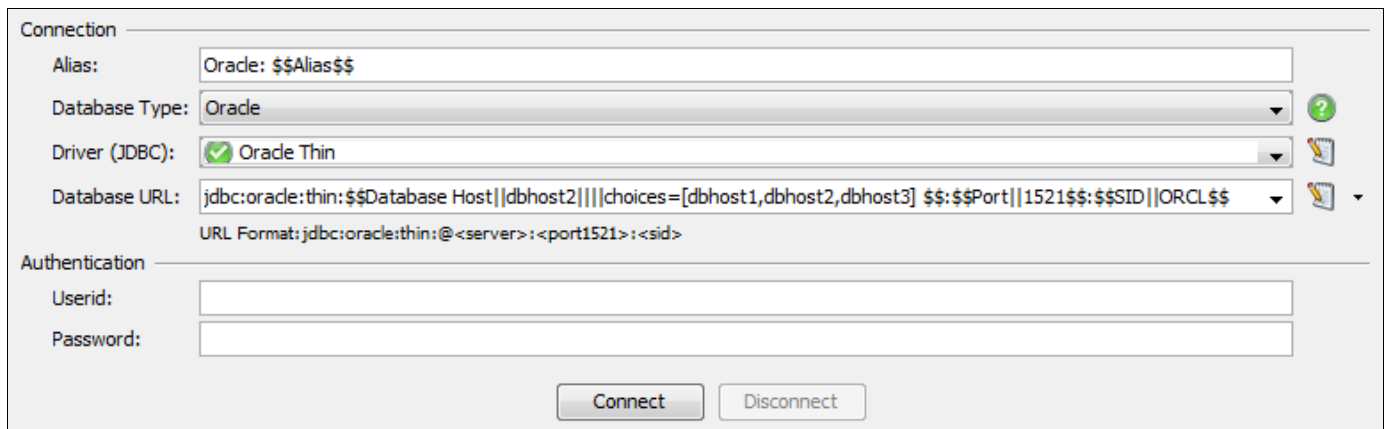 Connection
Alias: Oracle: $$Alias$$
Database Type: Oracle
Driver (JDBC): Oracle Thin
Database URL: jdbc:oracle:thin:$$Database Host||dbhost2||||choices=[dbhost1,dbhost2,dbhost3] $$:$$Port||1521$$:$$SID||ORCL$$
URL Format:jdbc:oracle:thin:@<server>:<port1521>:<sid>
Authentication
Userid:
Password:
Connect Disconnect